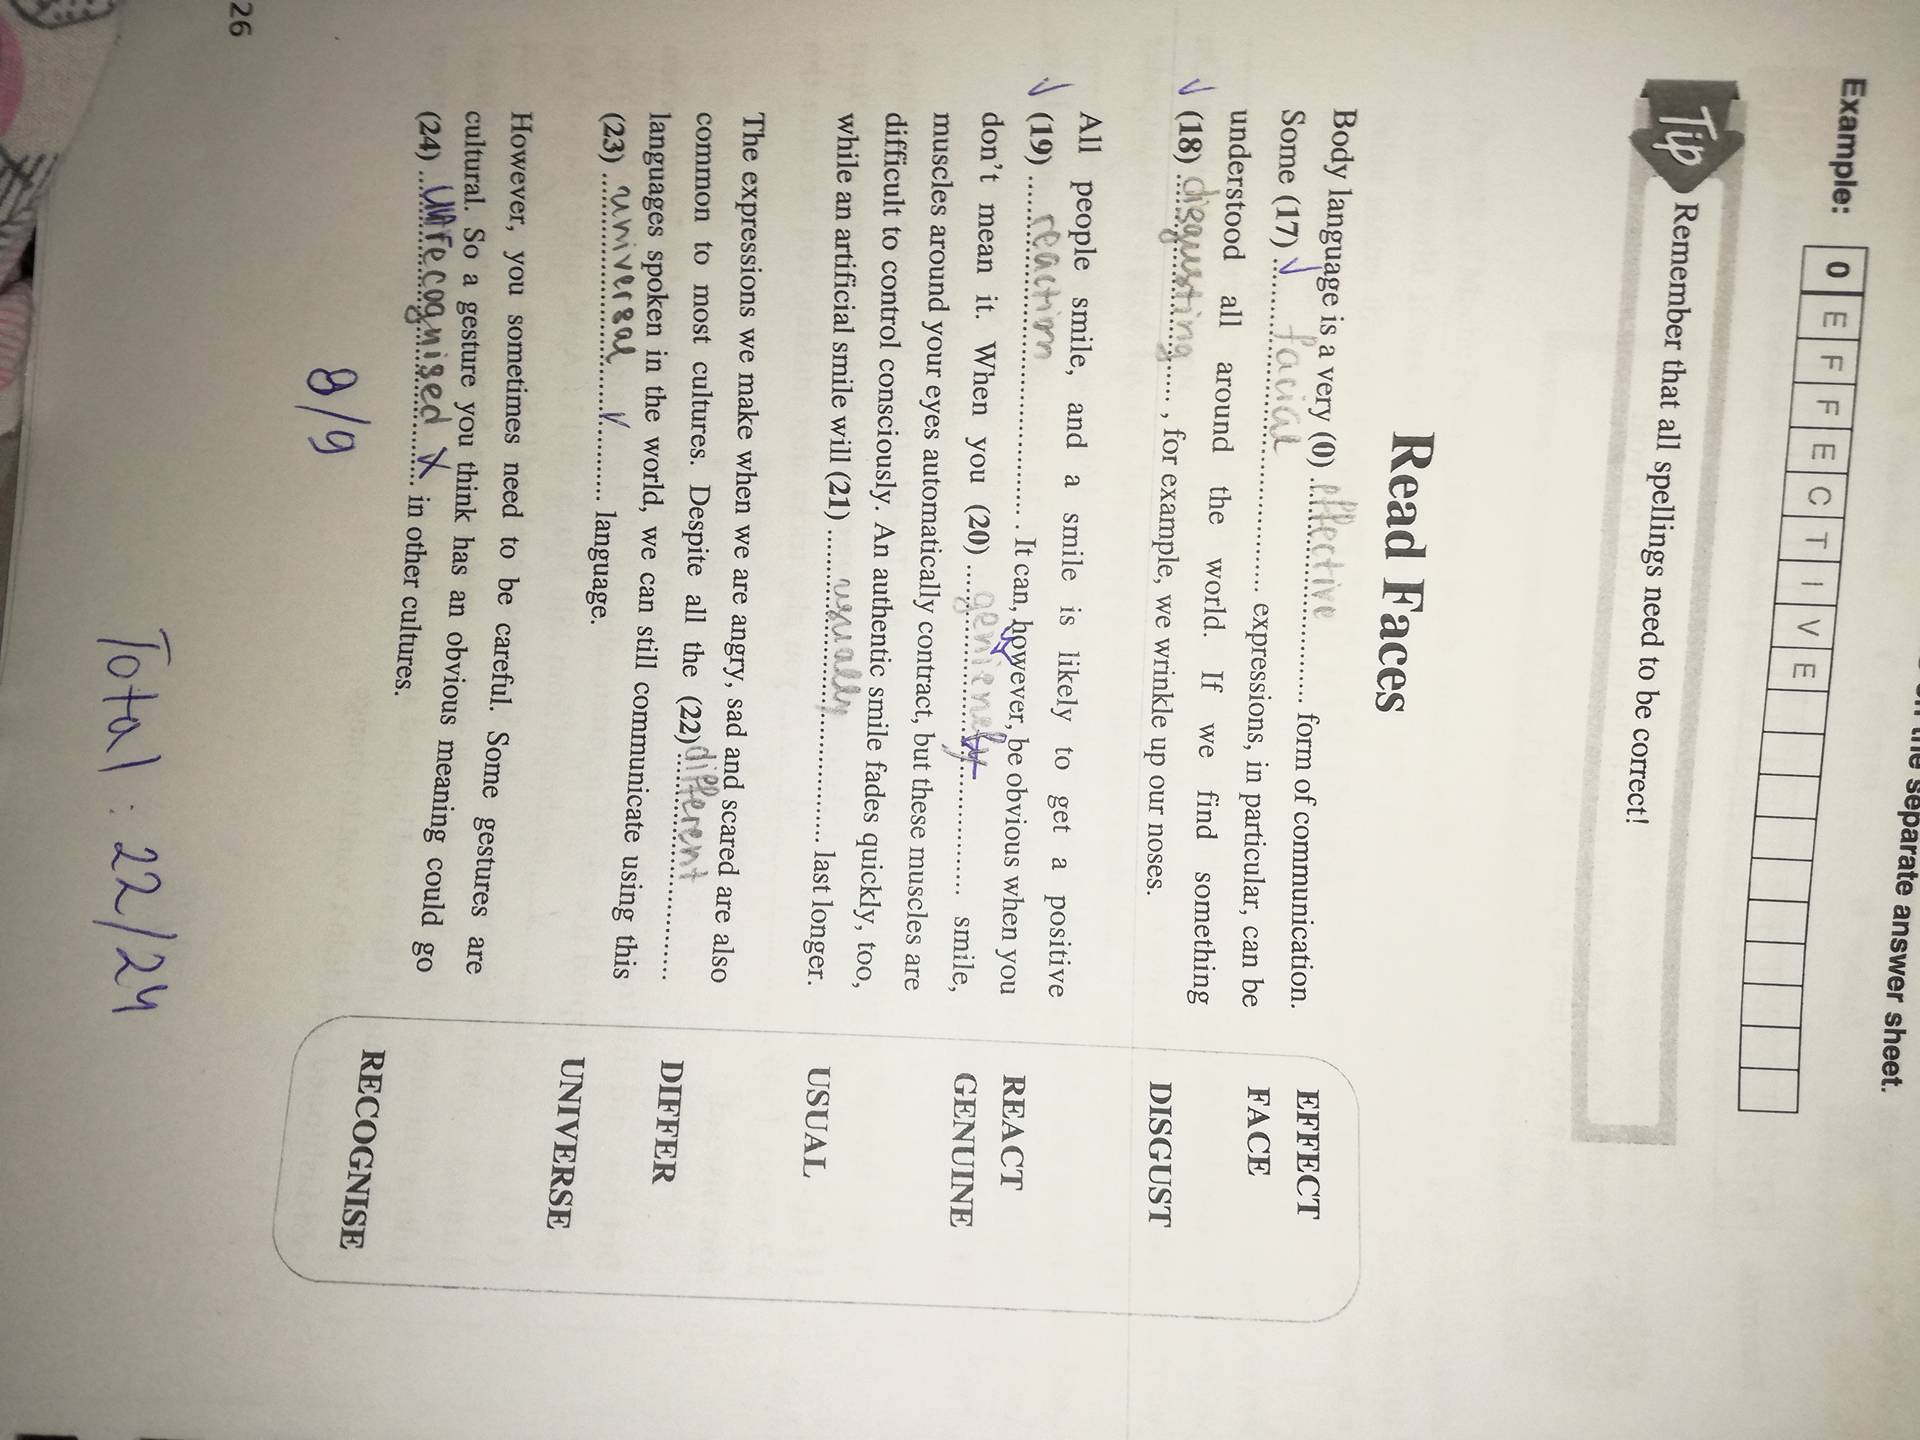 the separate answer sheet.
Example: 0 E F F E C T I V E
Tip Remember that all spellings need to be correct!
Read Faces
Body language is a very (0) effective form of communication. EFFECT
Some (17) facial expressions, in particular, can be FACE
understood all around the world. If we find something
(18) disgusting, for example, we wrinkle up our noses. DISGUST
All people smile, and a smile is likely to get a positive
(19) reaction. It can, however, be obvious when you REACT
don't mean it. When you (20) smile, GENUINE
muscles around your eyes automatically contract, but these muscles are
difficult to control consciously. An authentic smile fades quickly, too,
while an artificial smile will (21) usually last longer. USUAL
The expressions we make when we are angry, sad and scared are also
common to most cultures. Despite all the (22) different DIFFER
languages spoken in the world, we can still communicate using this
(23) universal language. UNIVERSE
However, you sometimes need to be careful. Some gestures are
cultural. So a gesture you think has an obvious meaning could go
(24) unrecognised in other cultures. RECOGNISE
8/9
26
Total : 22/24